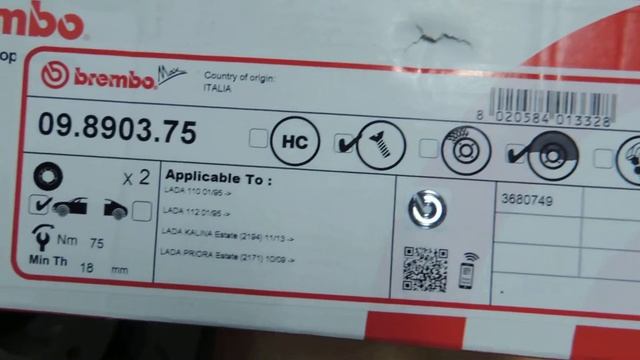 mbo
op
brembo Max
Country of origin:
ITALIA
8 020584 013328
09.8903.75
HC
x 2
Applicable To :
LADA 110 01/95 ->
LADA 112 01/95 ->
LADA KALINA Estate (2194) 11/13 ->
LADA PRIORA Estate (2171) 10/09 ->
Nm 75
Min Th 18 mm
3680749